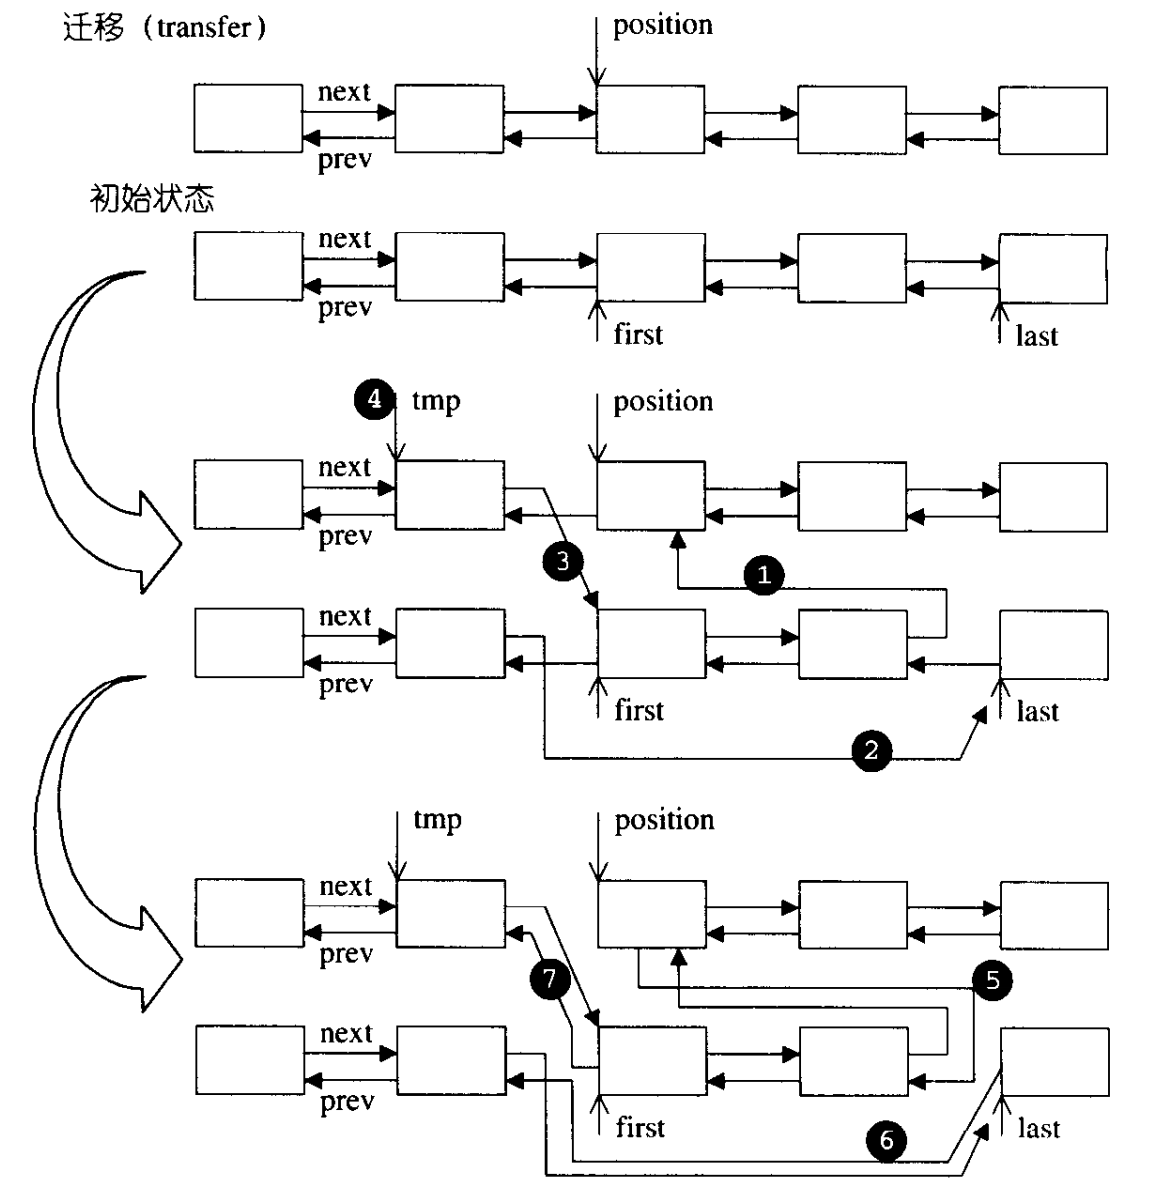 迁移（transfer）
position
next
prev
初始状态
next
prev
first
last
4 tmp
position
next
prev
3
1
next
prev
first
last
2
tmp
position
next
prev
7
5
next
prev
first
last
6